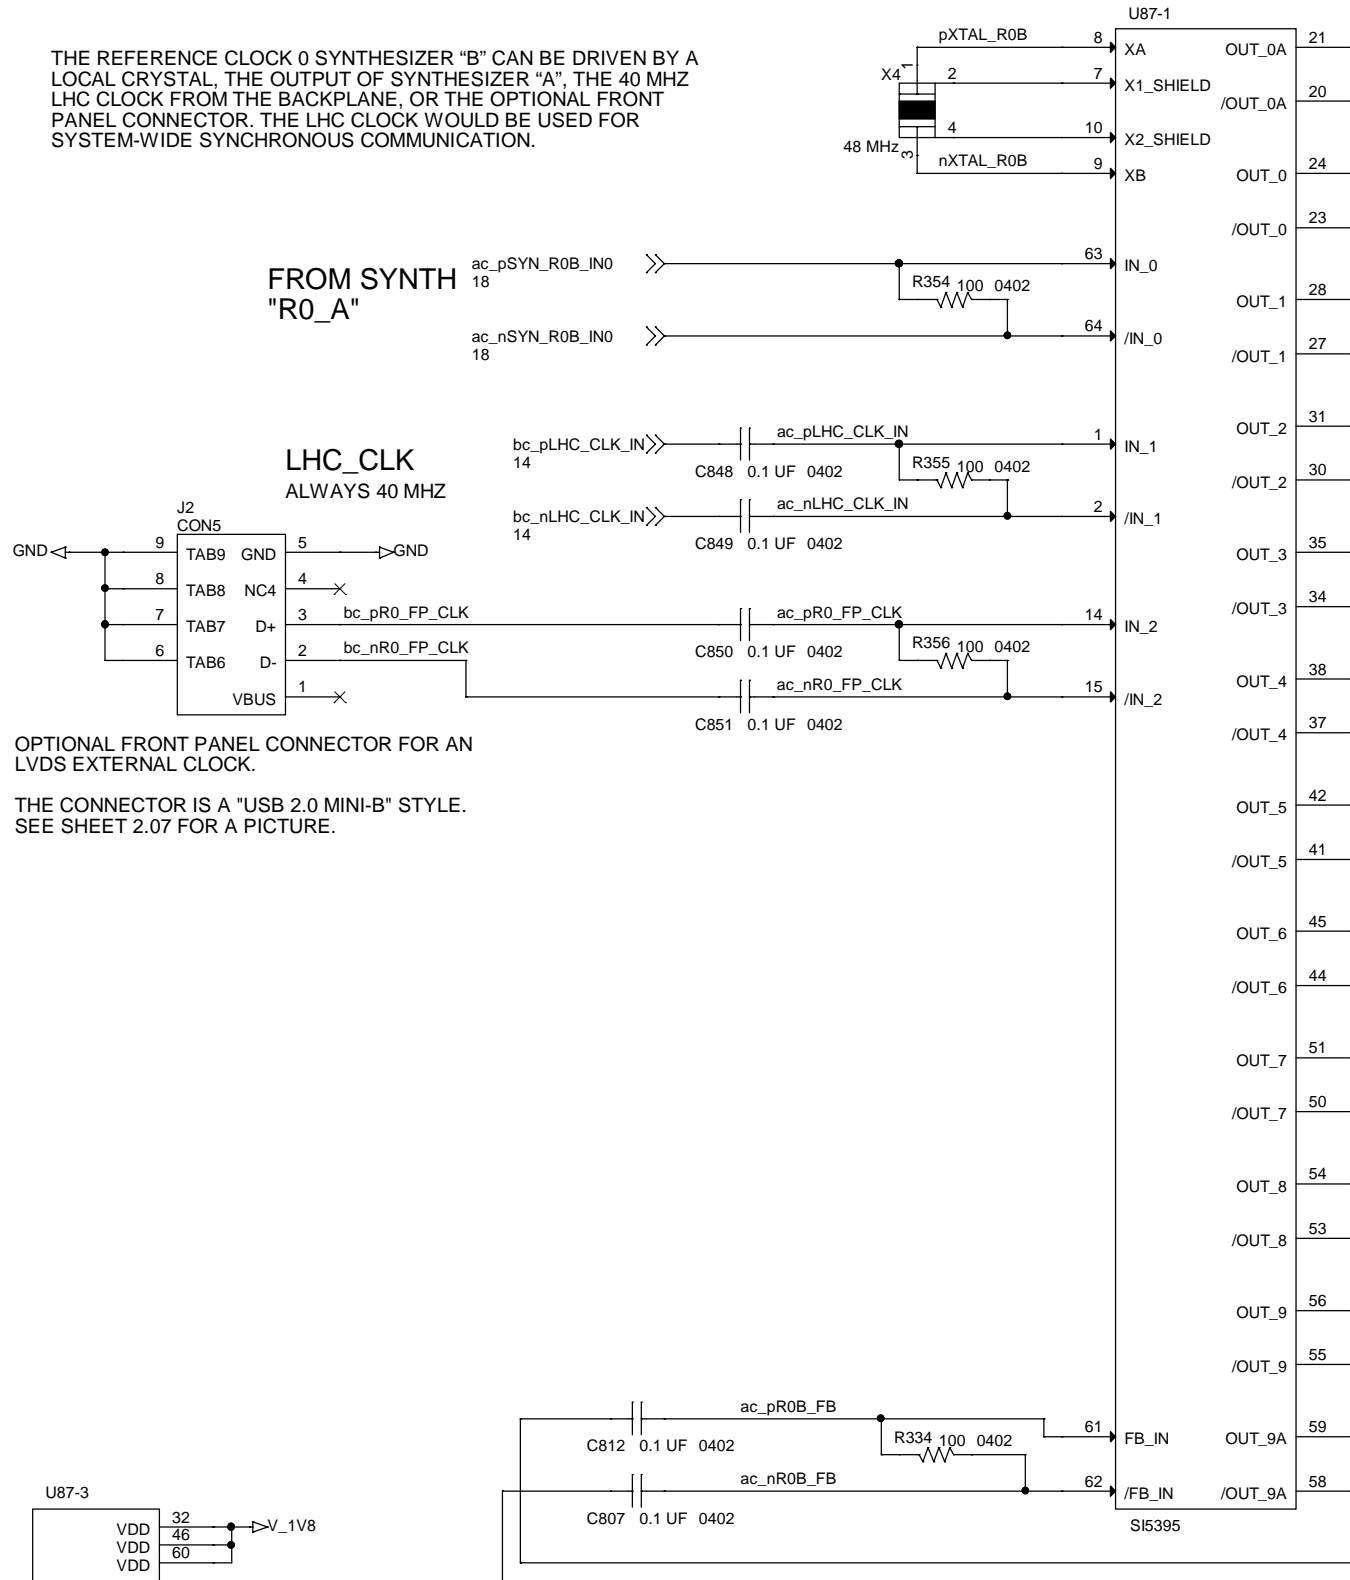 THE REFERENCE CLOCK 0 SYNTHESIZER “B” CAN BE DRIVEN BY A
LOCAL CRYSTAL, THE OUTPUT OF SYNTHESIZER “A”, THE 40 MHZ
LHC CLOCK FROM THE BACKPLANE, OR THE OPTIONAL FRONT
PANEL CONNECTOR. THE LHC CLOCK WOULD BE USED FOR
SYSTEM-WIDE SYNCHRONOUS COMMUNICATION.
X4
1
2
4
3
48 MHz
pXTAL_R0B
nXTAL_R0B
FROM SYNTH
"R0_A"
ac_pSYN_R0B_IN0
18
ac_nSYN_R0B_IN0
18
R354 100 0402
LHC_CLK
ALWAYS 40 MHZ
bc_pLHC_CLK_IN
14
bc_nLHC_CLK_IN
14
ac_pLHC_CLK_IN
C848 0.1 UF 0402
R355 100 0402
ac_nLHC_CLK_IN
C849 0.1 UF 0402
J2
CON5
GND
9 TAB9 GND 5
GND
8 TAB8 NC4 4
7 TAB7 D+ 3
6 TAB6 D- 2
VBUS 1
bc_pR0_FP_CLK
bc_nR0_FP_CLK
ac_pR0_FP_CLK
C850 0.1 UF 0402
R356 100 0402
ac_nR0_FP_CLK
C851 0.1 UF 0402
OPTIONAL FRONT PANEL CONNECTOR FOR AN
LVDS EXTERNAL CLOCK.
THE CONNECTOR IS A "USB 2.0 MINI-B" STYLE.
SEE SHEET 2.07 FOR A PICTURE.
U87-1
8 XA OUT_0A 21
7 X1_SHIELD
/OUT_0A 20
10 X2_SHIELD
9 XB OUT_0 24
/OUT_0 23
63 IN_0
OUT_1 28
64 /IN_0
/OUT_1 27
OUT_2 31
1 IN_1
/OUT_2 30
2 /IN_1
OUT_3 35
/OUT_3 34
14 IN_2
OUT_4 38
15 /IN_2
/OUT_4 37
OUT_5 42
/OUT_5 41
OUT_6 45
/OUT_6 44
OUT_7 51
/OUT_7 50
OUT_8 54
/OUT_8 53
OUT_9 56
/OUT_9 55
61 FB_IN OUT_9A 59
62 /FB_IN /OUT_9A 58
SI5395
ac_pR0B_FB
C812 0.1 UF 0402
R334 100 0402
ac_nR0B_FB
C807 0.1 UF 0402
U87-3
VDD 32
V_1V8
VDD 46
VDD 60